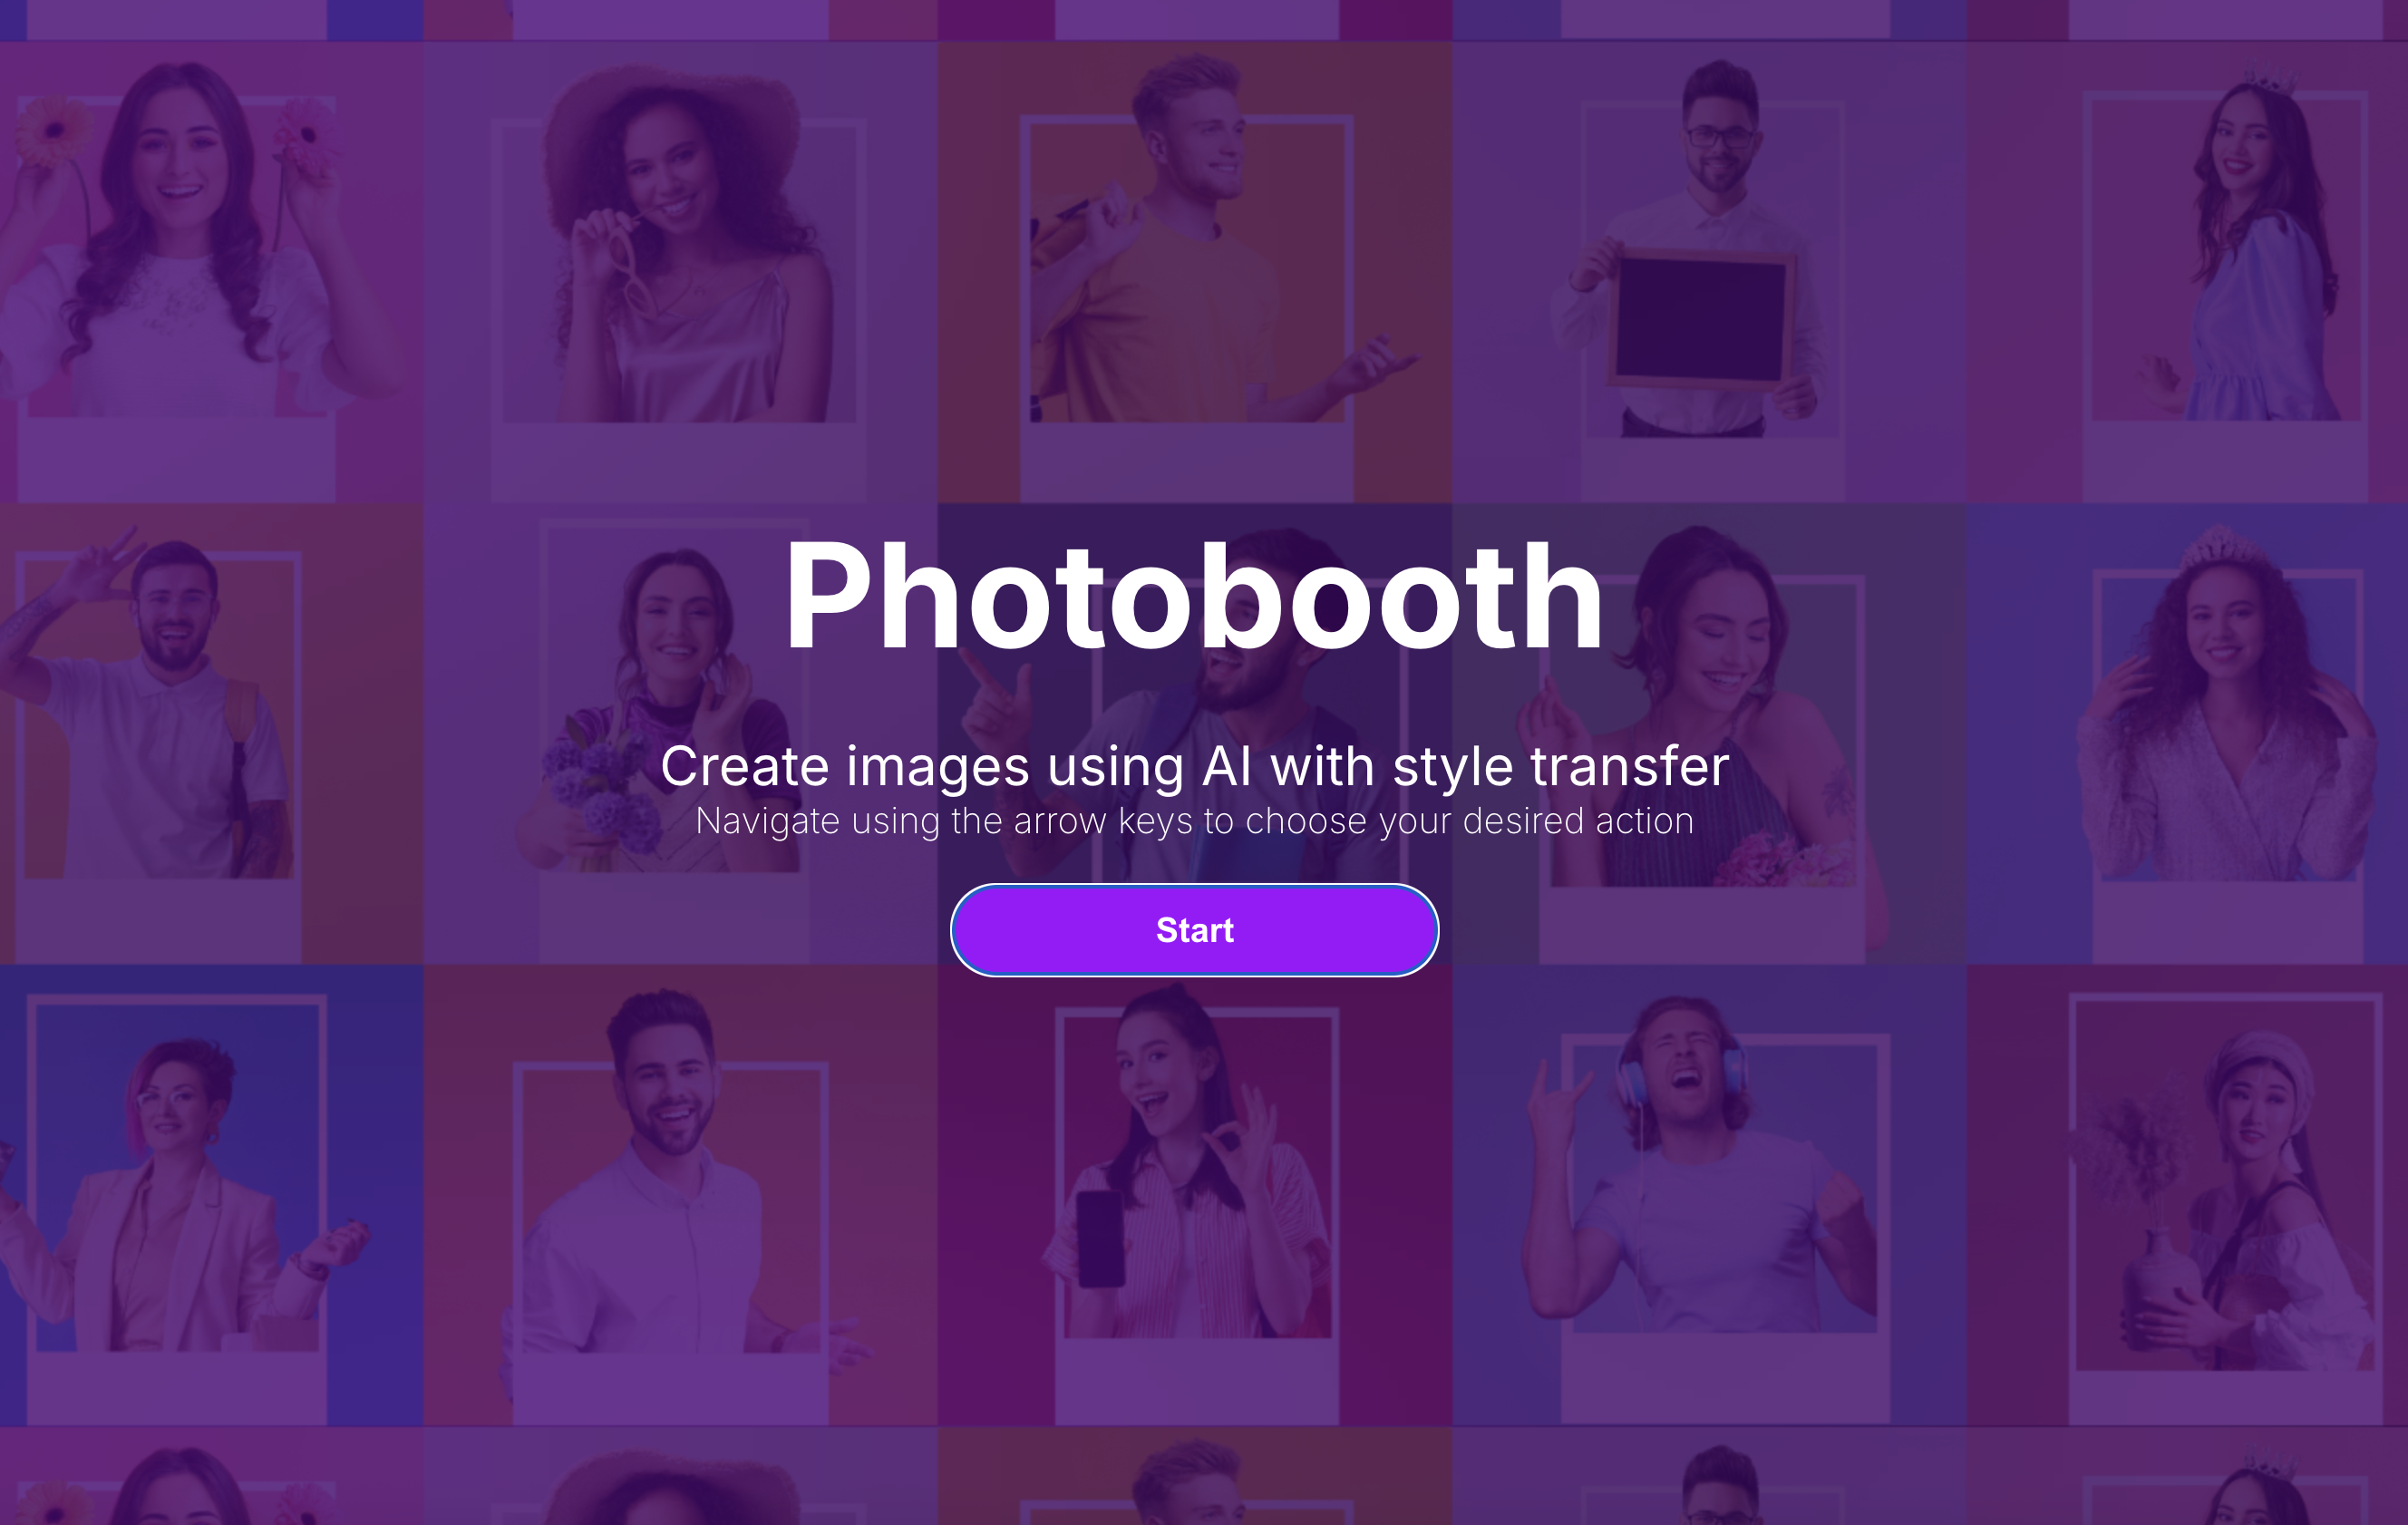 Photobooth
Create images using AI with style transfer
Navigate using the arrow keys to choose your desired action
Start